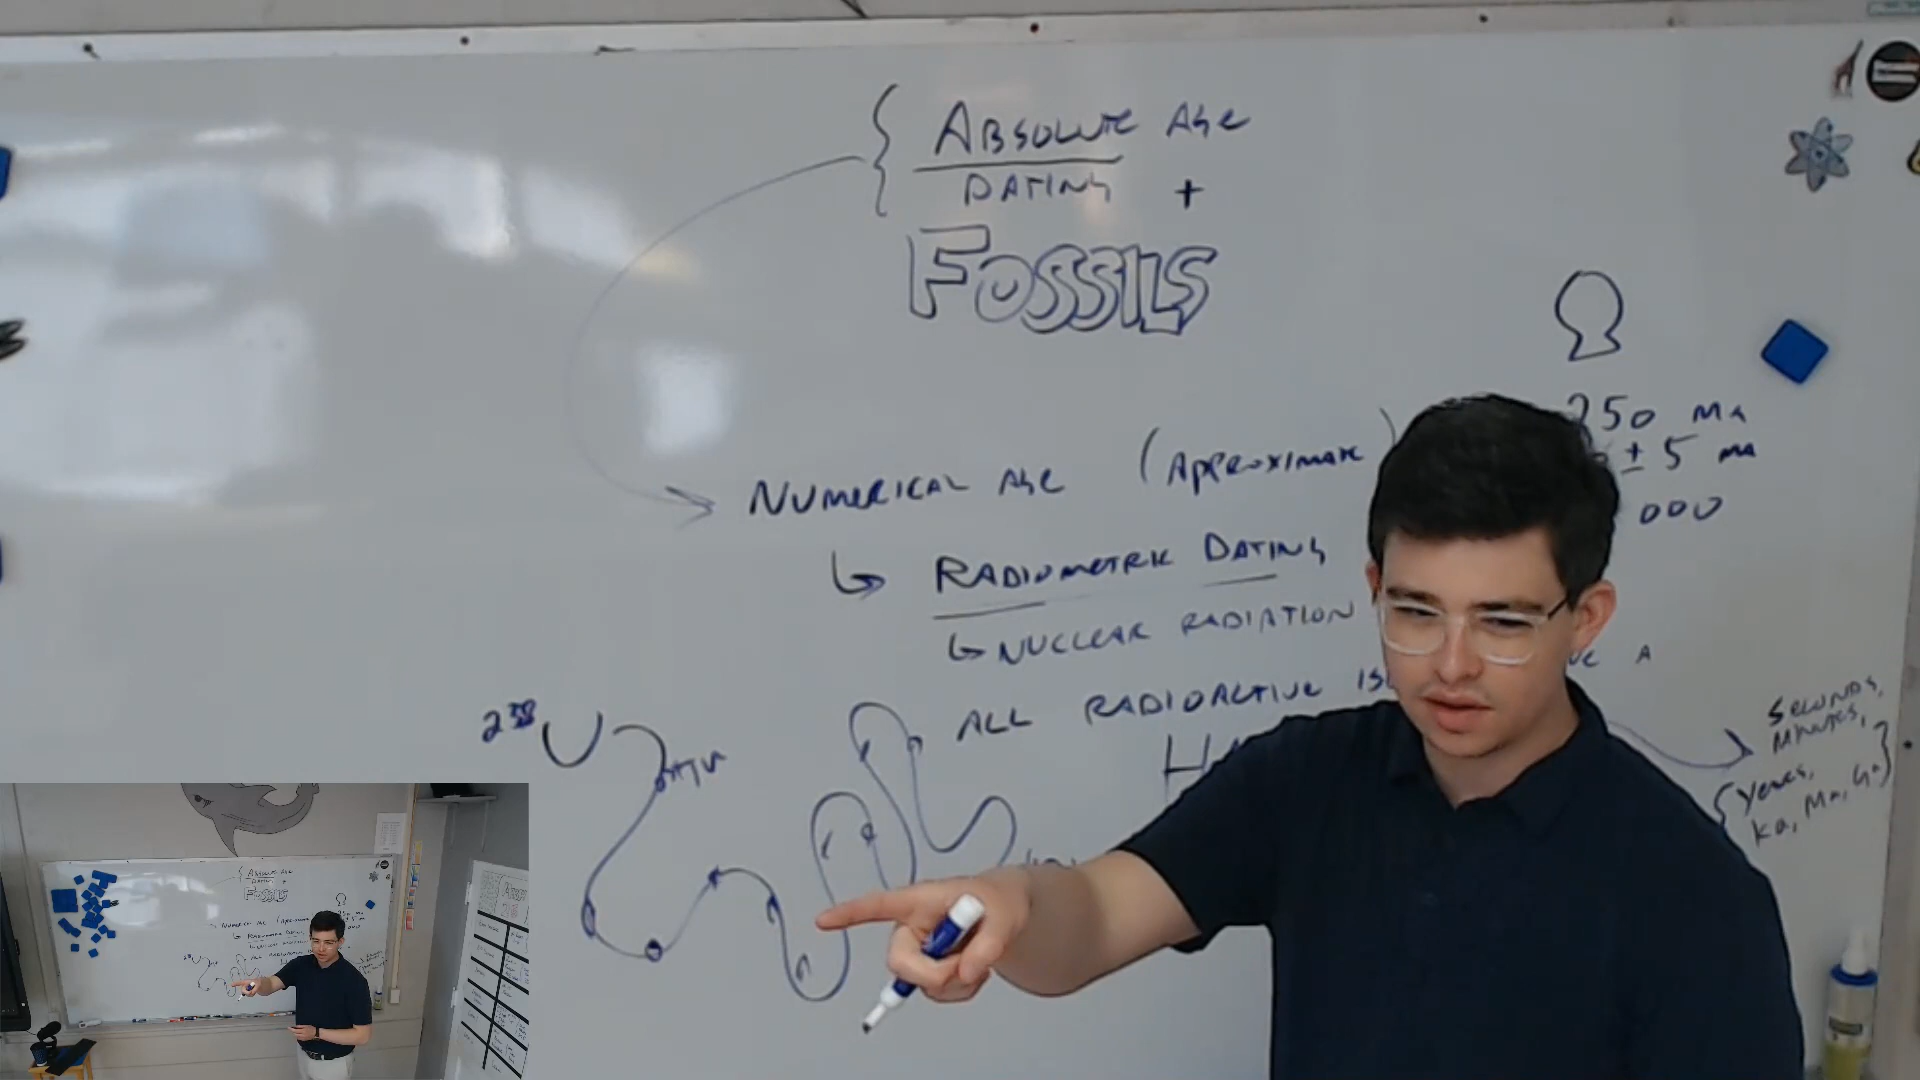 ABSOLUTE AGE
DATING +
FOSSILS
250 Ma
± 5 Ma
000
NUMERICAL AGE (APPROXIMATE)
RADIOMETRIC DATING
NUCLEAR RADIATION
ALL RADIOACTIVE
A
238 U
SECONDS,
MINUTES,
{YEARS,
Ka, Ma, Ga}